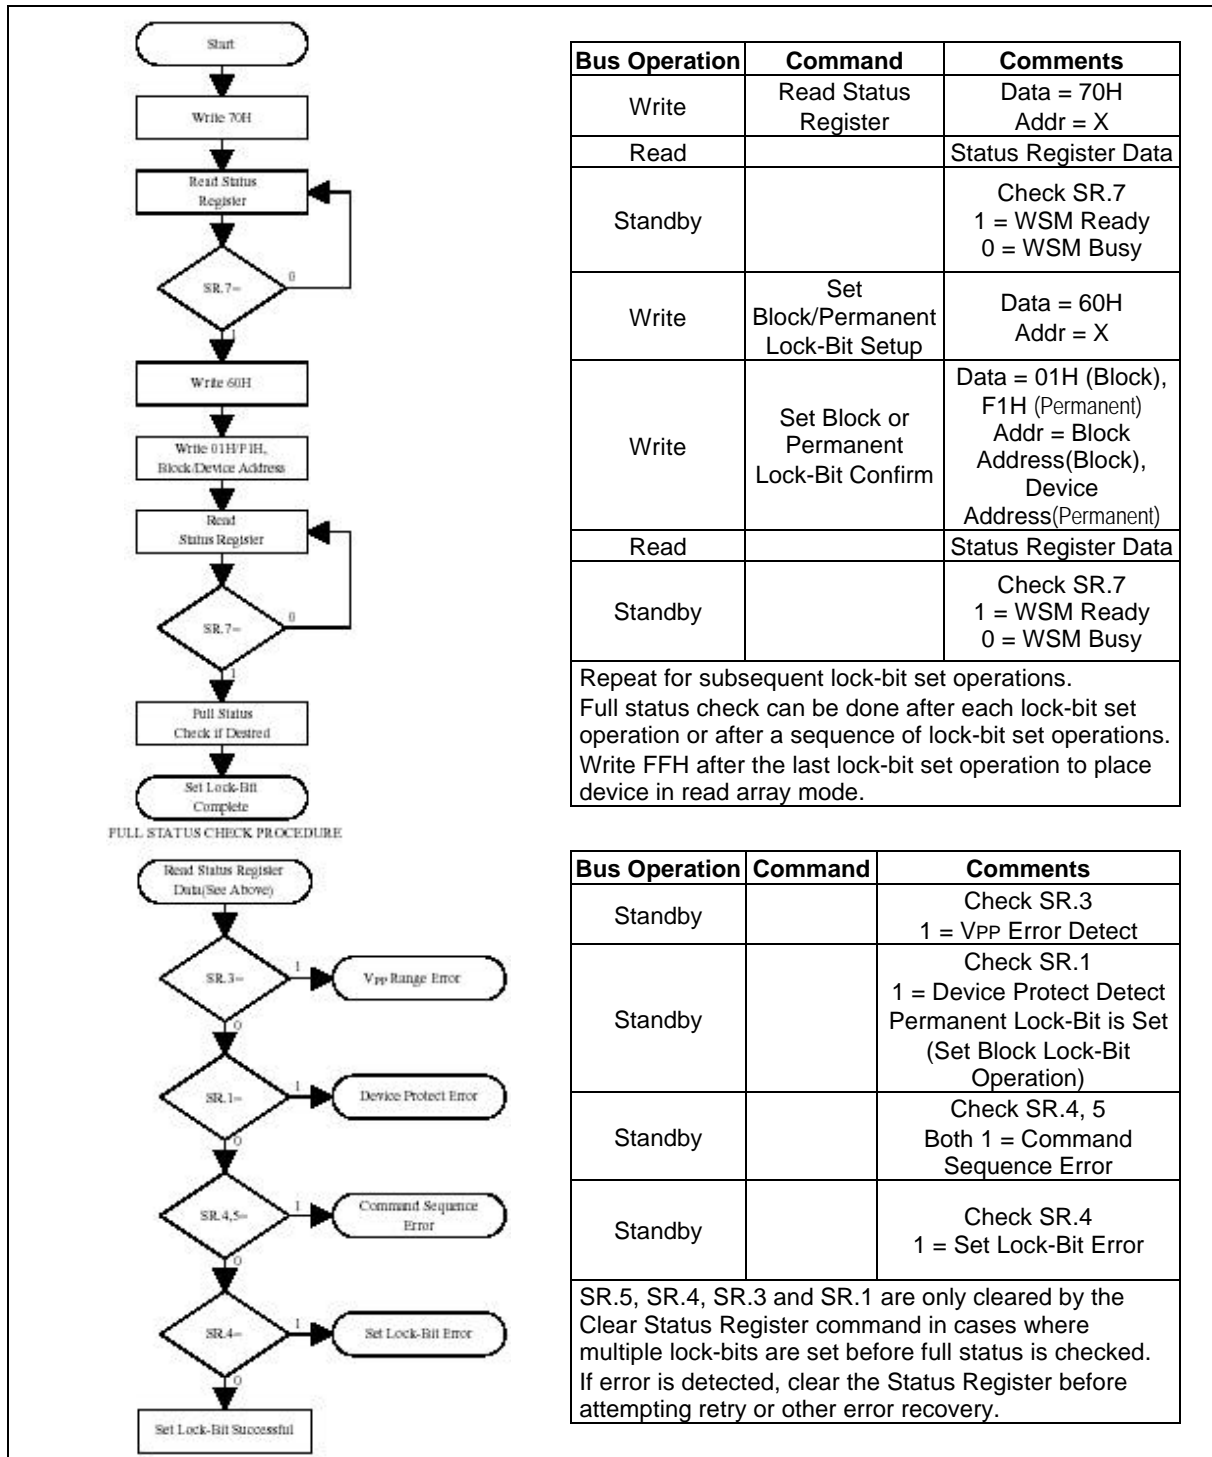 Start
Write 70H
Read Status
Register
SR.7=
0
1
Write 60H
Write 01H/F1H,
Block/Device Address
Read
Status Register
SR.7=
0
1
Full Status
Check if Desired
Set Lock-Bit
Complete
Bus Operation Command Comments
Write
Read Status
Register
Data = 70H
Addr = X
Read
Status Register Data
Standby
Check SR.7
1 = WSM Ready
0 = WSM Busy
Write
Set
Block/Permanent
Lock-Bit Setup
Data = 60H
Addr = X
Write
Set Block or
Permanent
Lock-Bit Confirm
Data = 01H (Block),
F1H (Permanent)
Addr = Block
Address(Block),
Device
Address(Permanent)
Read
Status Register Data
Standby
Check SR.7
1 = WSM Ready
0 = WSM Busy
Repeat for subsequent lock-bit set operations.
Full status check can be done after each lock-bit set
operation or after a sequence of lock-bit set operations.
Write FFH after the last lock-bit set operation to place
device in read array mode.
FULL STATUS CHECK PROCEDURE
Read Status Register
Data(See Above)
SR.3=
1
VPP Range Error
0
SR.1=
1
Device Protect Error
0
SR.4,5=
1
Command Sequence
Error
0
SR.4=
1
Set Lock-Bit Error
0
Set Lock-Bit Successful
Bus Operation Command Comments
Standby
Check SR.3
1 = VPP Error Detect
Standby
Check SR.1
1 = Device Protect Detect
Permanent Lock-Bit is Set
(Set Block Lock-Bit
Operation)
Standby
Check SR.4, 5
Both 1 = Command
Sequence Error
Standby
Check SR.4
1 = Set Lock-Bit Error
SR.5, SR.4, SR.3 and SR.1 are only cleared by the
Clear Status Register command in cases where
multiple lock-bits are set before full status is checked.
If error is detected, clear the Status Register before
attempting retry or other error recovery.